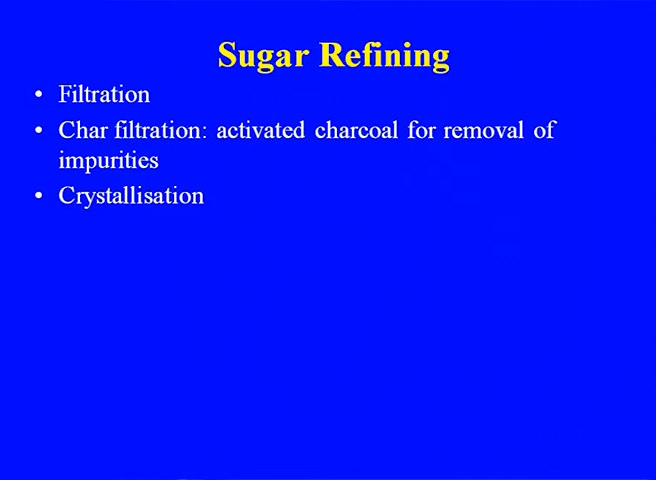 Sugar Refining
• Filtration
• Char filtration: activated charcoal for removal of
impurities
• Crystallisation